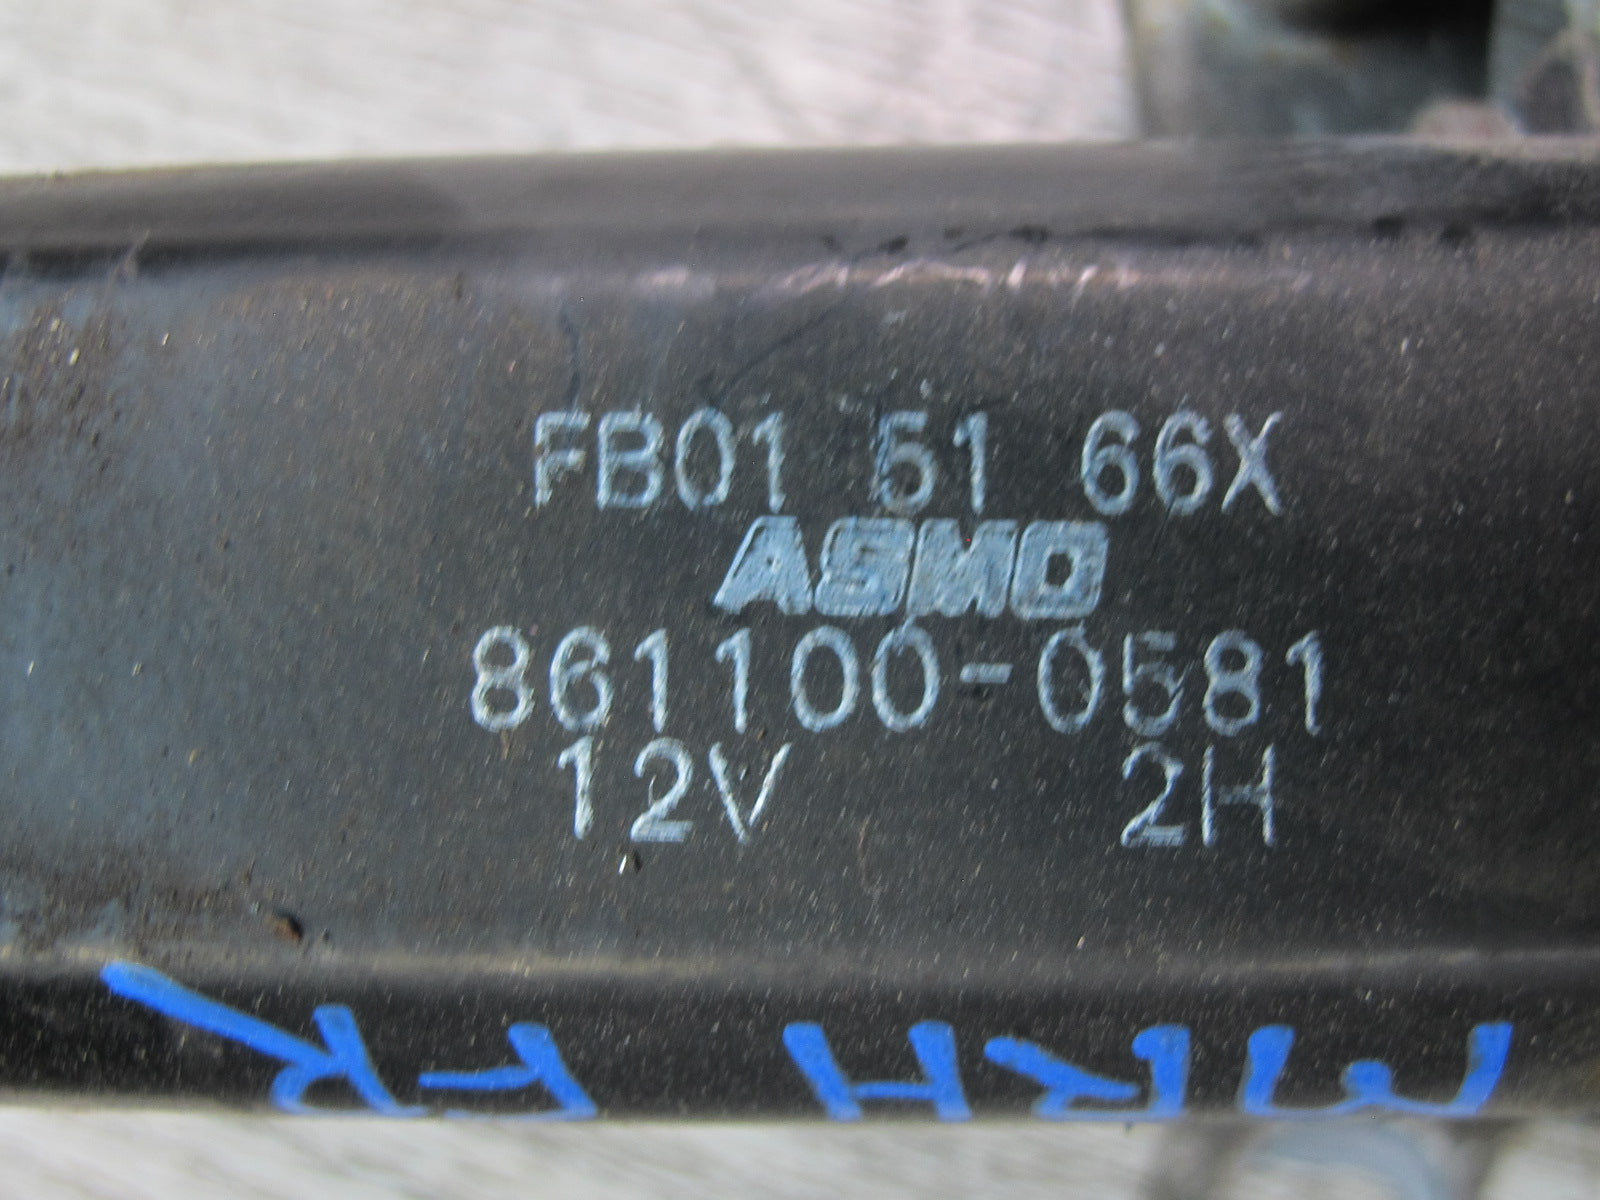 FB01 51 66X
ASMO
861100-0581
12V 2H